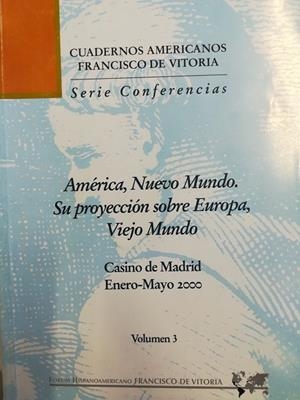 CUADERNOS AMERICANOS
FRANCISCO DE VITORIA
Serie Conferencias
América, Nuevo Mundo.
Su proyección sobre Europa,
Viejo Mundo
Casino de Madrid
Enero-Mayo 2000
Volumen 3
FORUM HISPANOAMERICANO FRANCISCO DE VITORIA